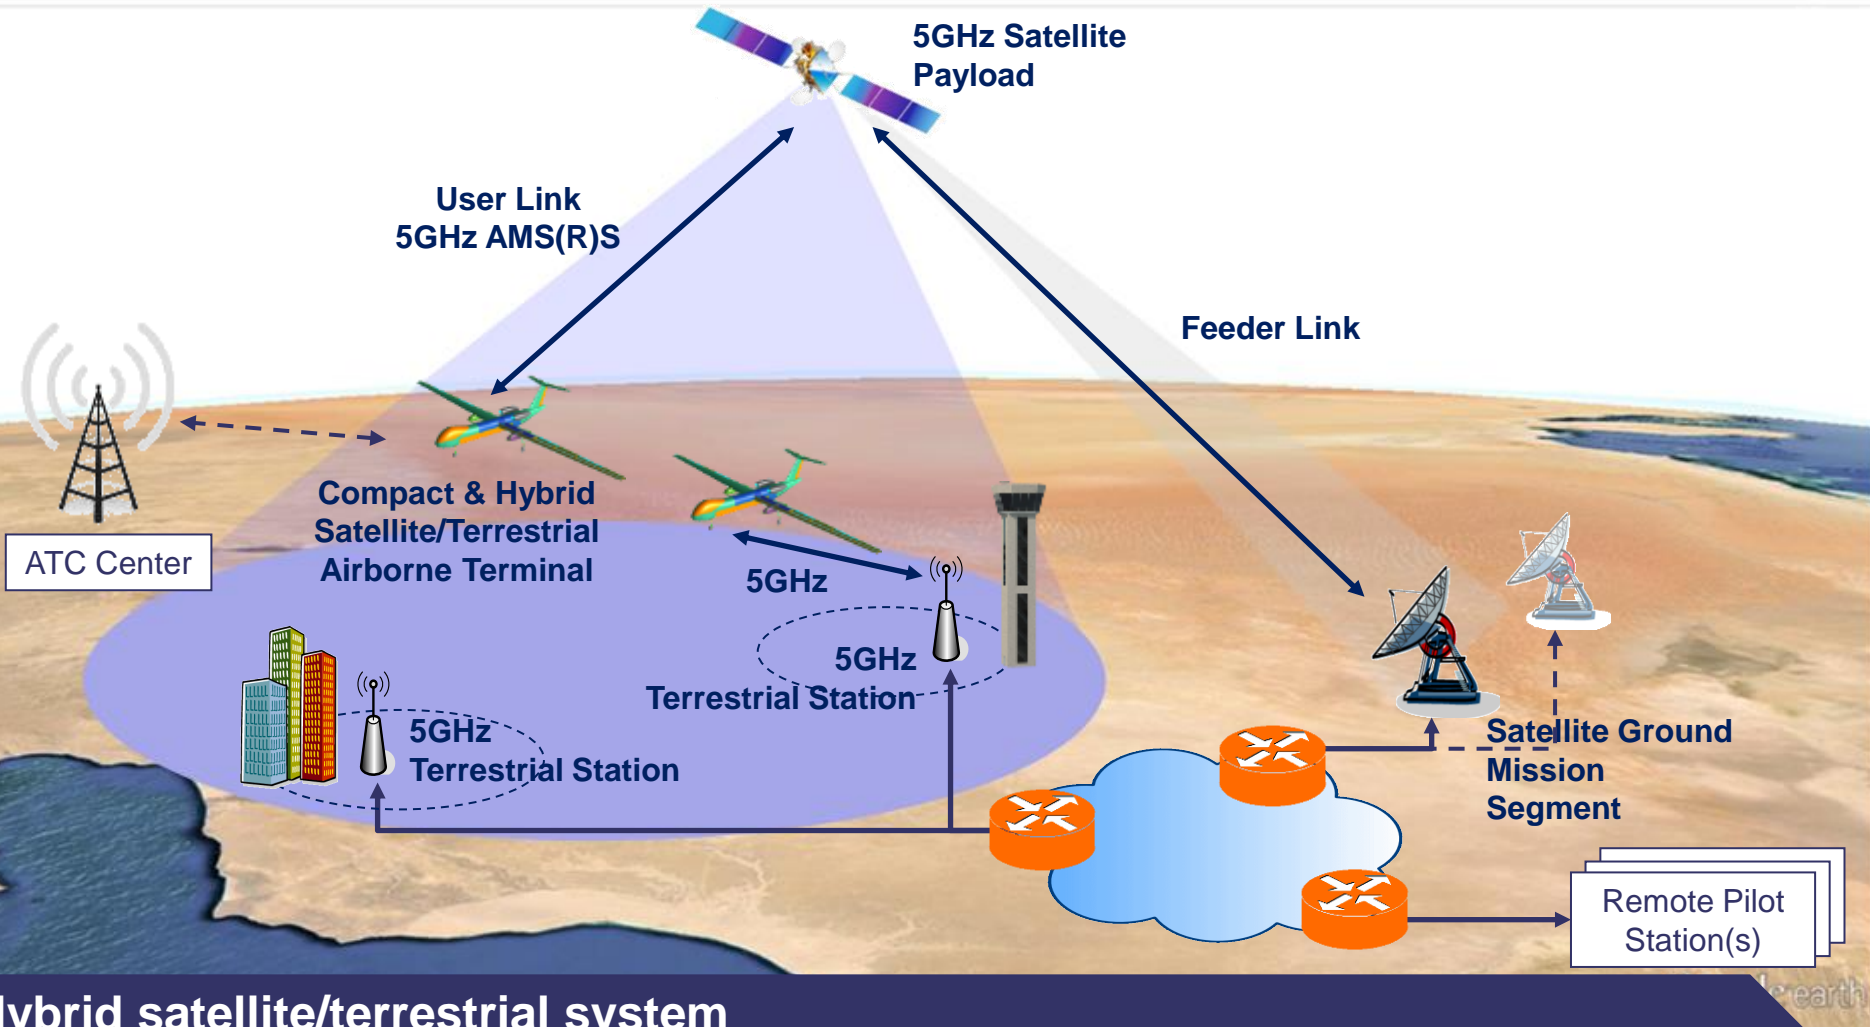 5GHz Satellite
Payload
User Link
5GHz AMS(R)S
Feeder Link
Compact & Hybrid
Satellite/Terrestrial
Airborne Terminal
ATC Center
5GHz
5GHz
Terrestrial Station
5GHz
Terrestrial Station
Satellite Ground
Mission
Segment
Remote Pilot
Station(s)
earth
satellite/terrestrial system